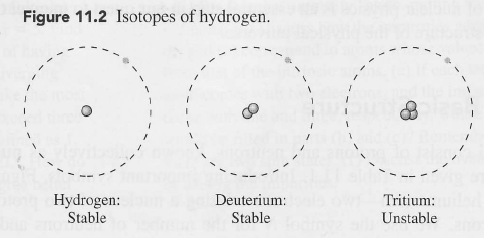 Figure 11.2 Isotopes of hydrogen.
Hydrogen:
Stable
Deuterium:
Stable
Tritium:
Unstable